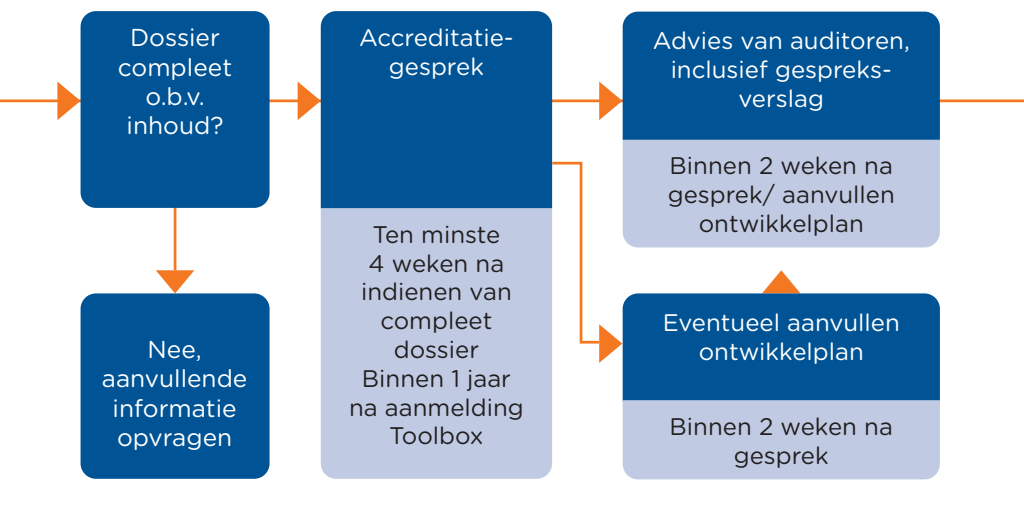 Dossier
compleet
o.b.v.
inhoud?
Nee,
aanvullende
informatie
opvragen
Accreditatie-
gesprek
Ten minste
4 weken na
indienen van
compleet
dossier
Binnen 1 jaar
na aanmelding
Toolbox
Advies van auditoren,
inclusief gespreks-
verslag
Binnen 2 weken na
gesprek/ aanvullen
ontwikkelplan
Eventueel aanvullen
ontwikkelplan
Binnen 2 weken na
gesprek